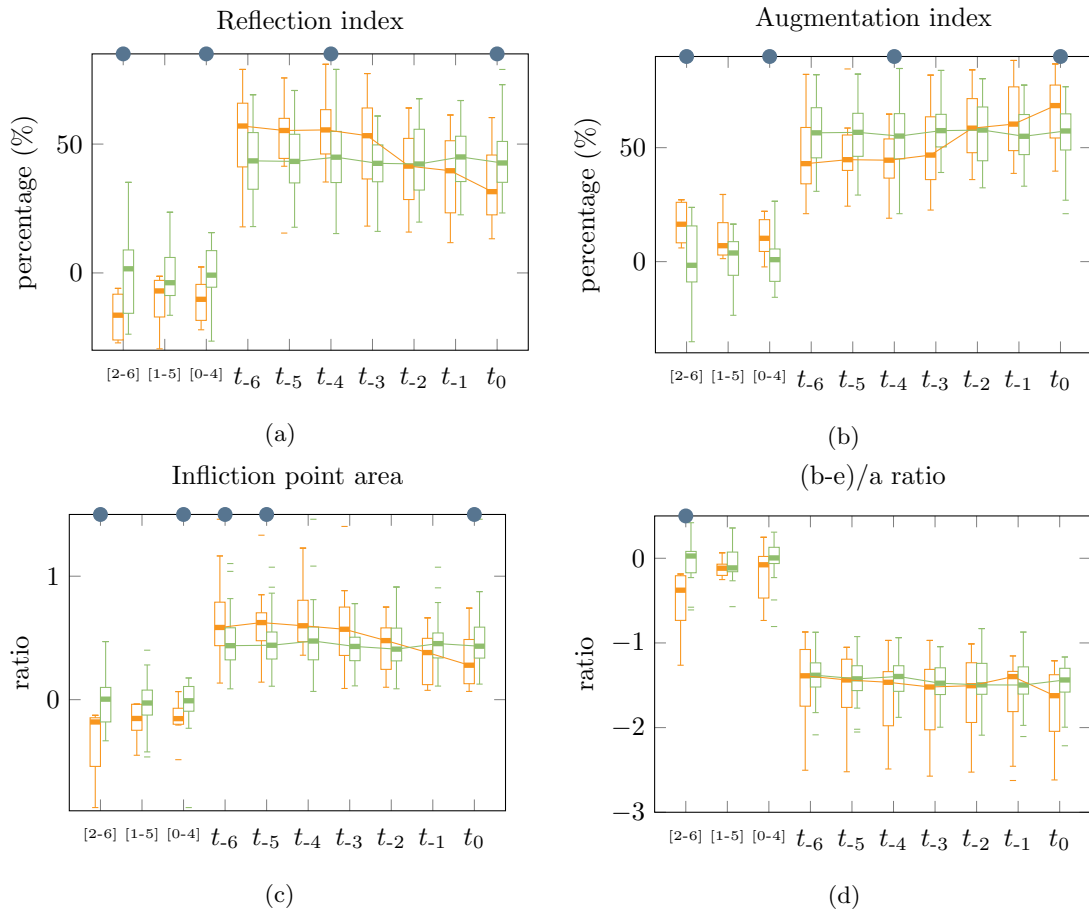 Reflection index
percentage (%)
50
0
[2-6] [1-5] [0-4] t-6 t-5 t-4 t-3 t-2 t-1 t0
(a)
Augmentation index
percentage (%)
50
0
[2-6] [1-5] [0-4] t-6 t-5 t-4 t-3 t-2 t-1 t0
(b)
Infliction point area
ratio
1
0
[2-6] [1-5] [0-4] t-6 t-5 t-4 t-3 t-2 t-1 t0
(c)
(b-e)/a ratio
ratio
0
−1
−2
−3
[2-6] [1-5] [0-4] t-6 t-5 t-4 t-3 t-2 t-1 t0
(d)